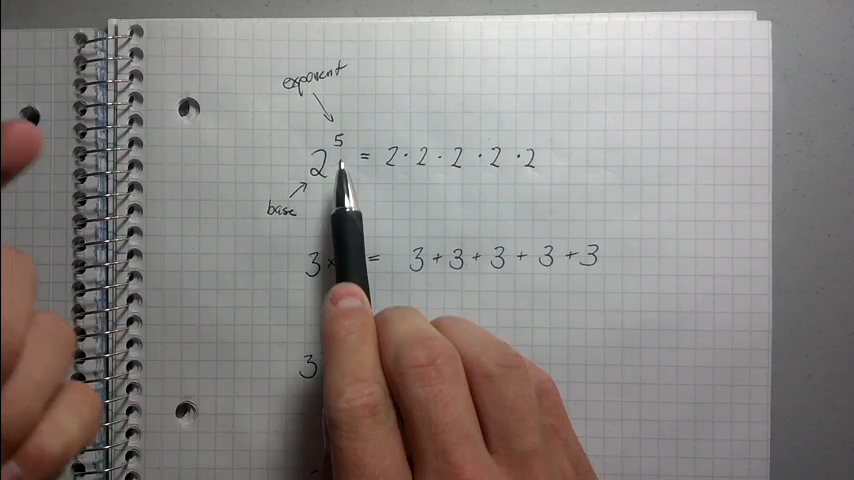 exponent
2⁵ = 2 · 2 · 2 · 2 · 2
base
3 × = 3 + 3 + 3 + 3 + 3
3